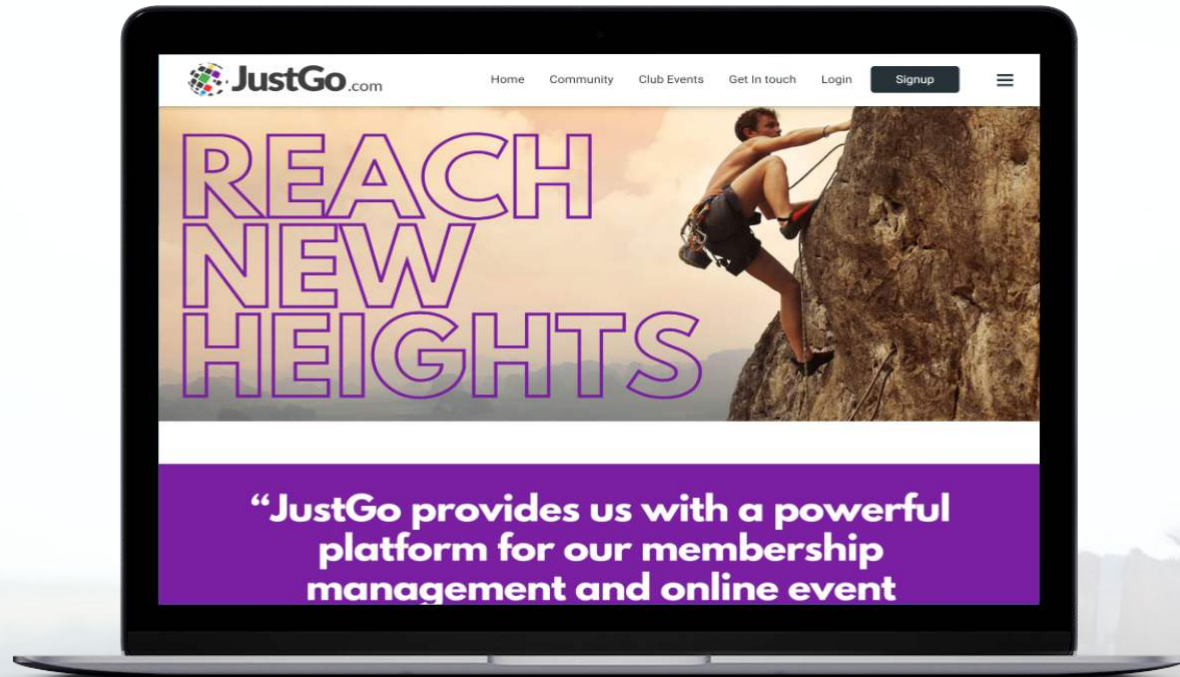 JustGo.com
Home Community Club Events Get In touch Login Signup
REACH
NEW
HEIGHTS
“JustGo provides us with a powerful
platform for our membership
management and online event